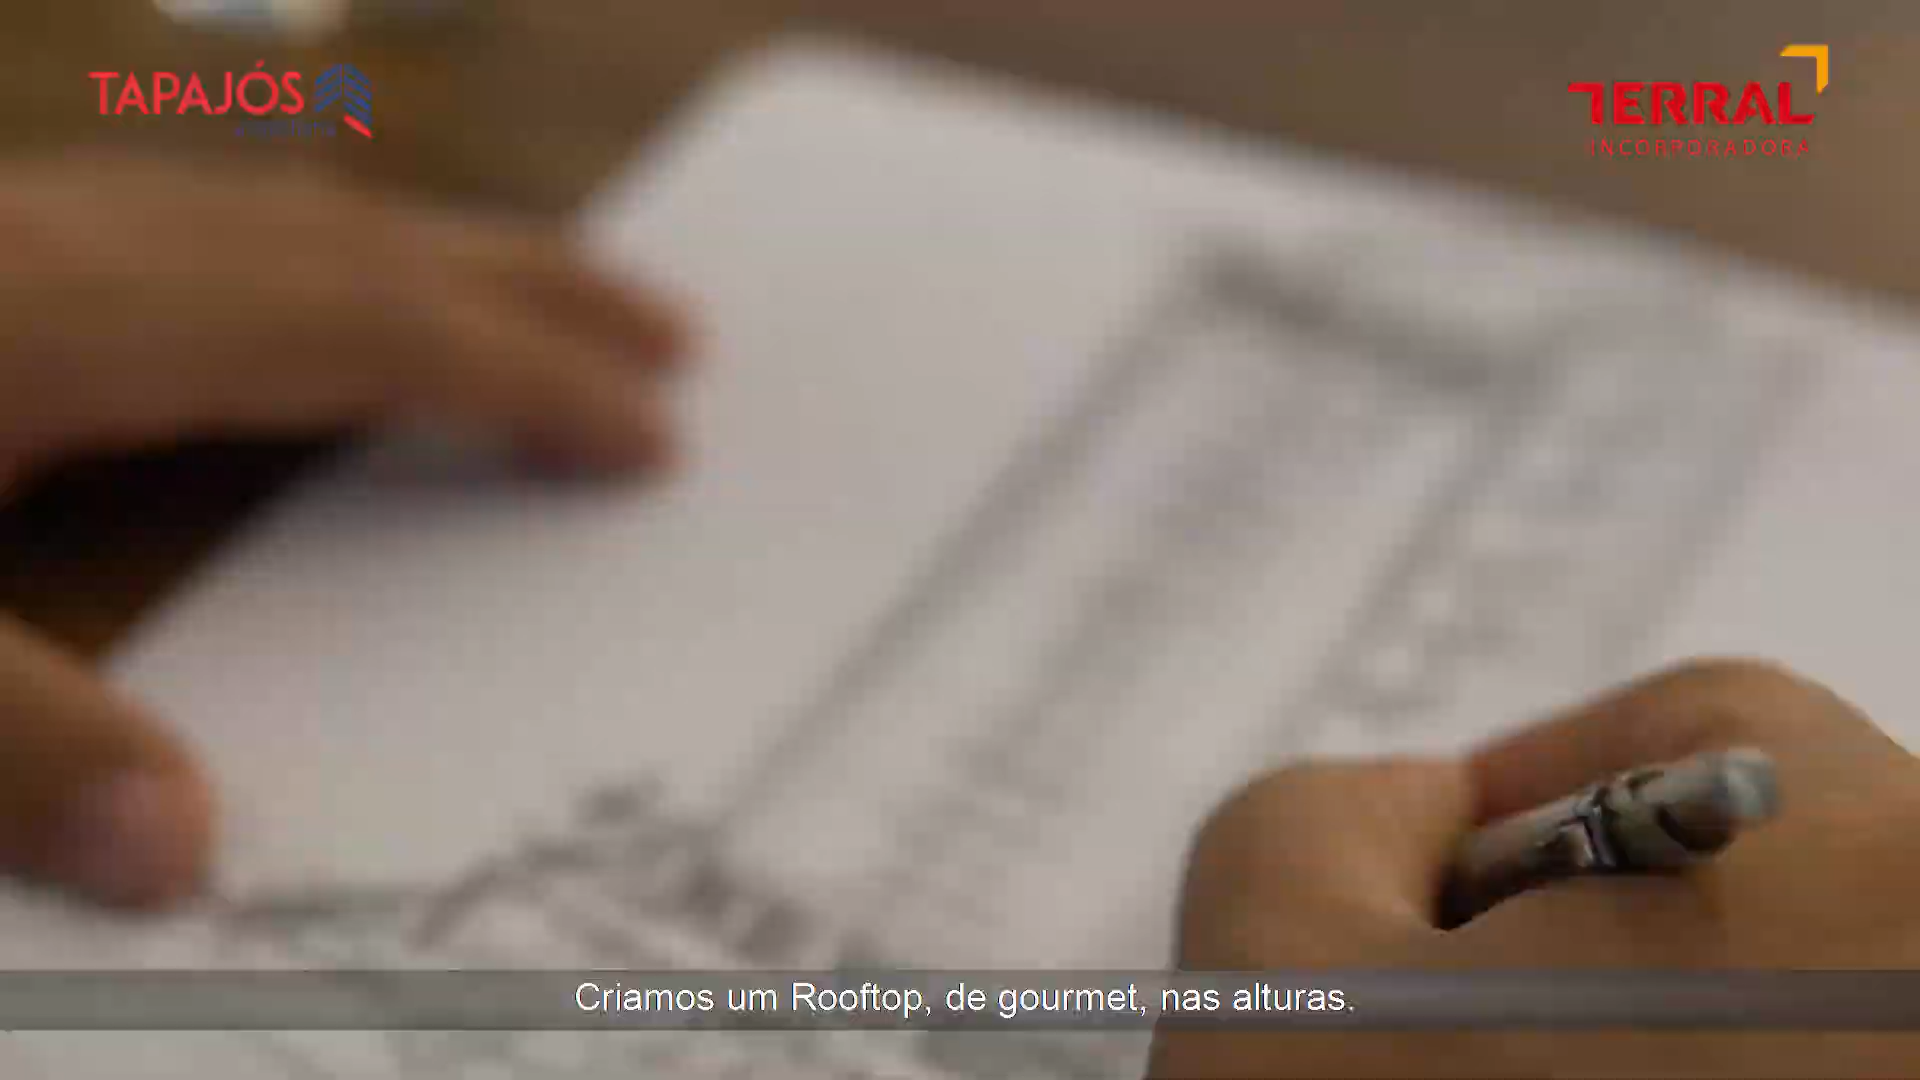 TAPAJÓS
TERRAL
INCORPORADORA
Criamos um Rooftop, de gourmet, nas alturas.